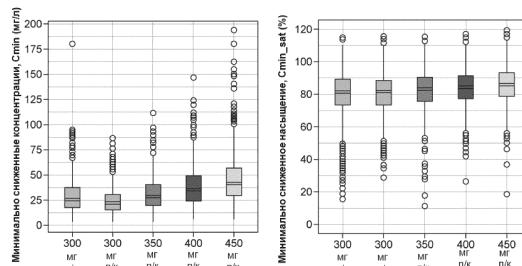 Минимально сниженные концентрации, Cmin (мг/л)
200
175
150
125
100
75
50
25
0
300 300 350 400 450
мг мг мг мг мг
п/к п/к п/к п/к
Минимально сниженное насыщение, Cmin_sat (%)
120
100
80
60
40
20
0
300 300 350 400 450
мг мг мг мг мг
п/к п/к